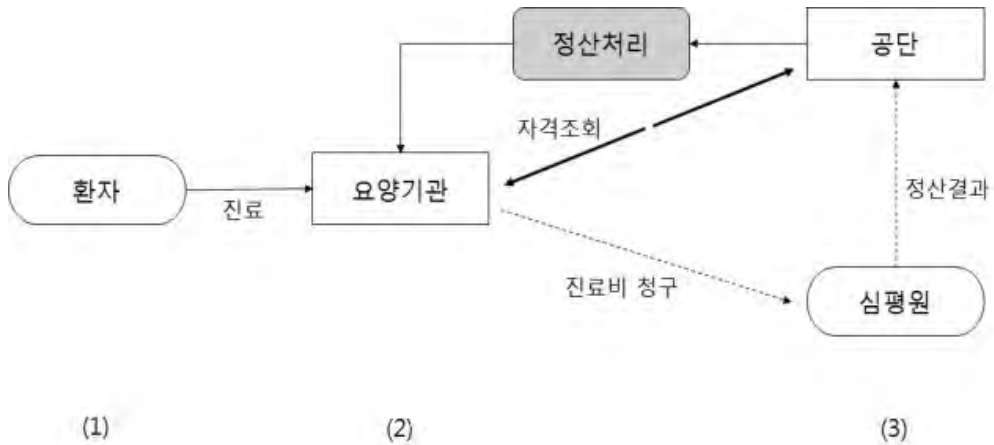 정산처리
공단
자격조회
환자
진료
요양기관
정산결과
진료비 청구
심평원
(1)
(2)
(3)